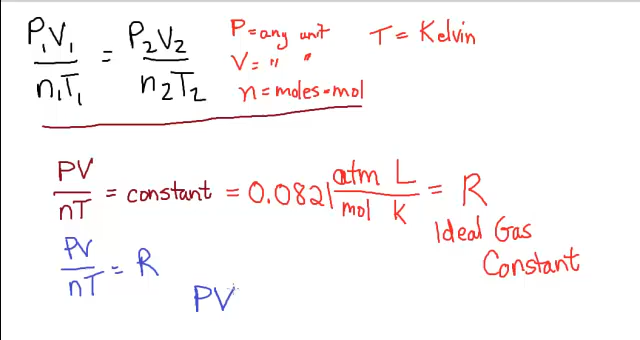 P₁V₁/n₁T₁ = P₂V₂/n₂T₂
P = any unit
T = Kelvin
V = " "
n = moles = mol
PV/nT = constant = 0.0821 atm L/mol K = R
Ideal Gas
Constant
PV/nT = R
PV